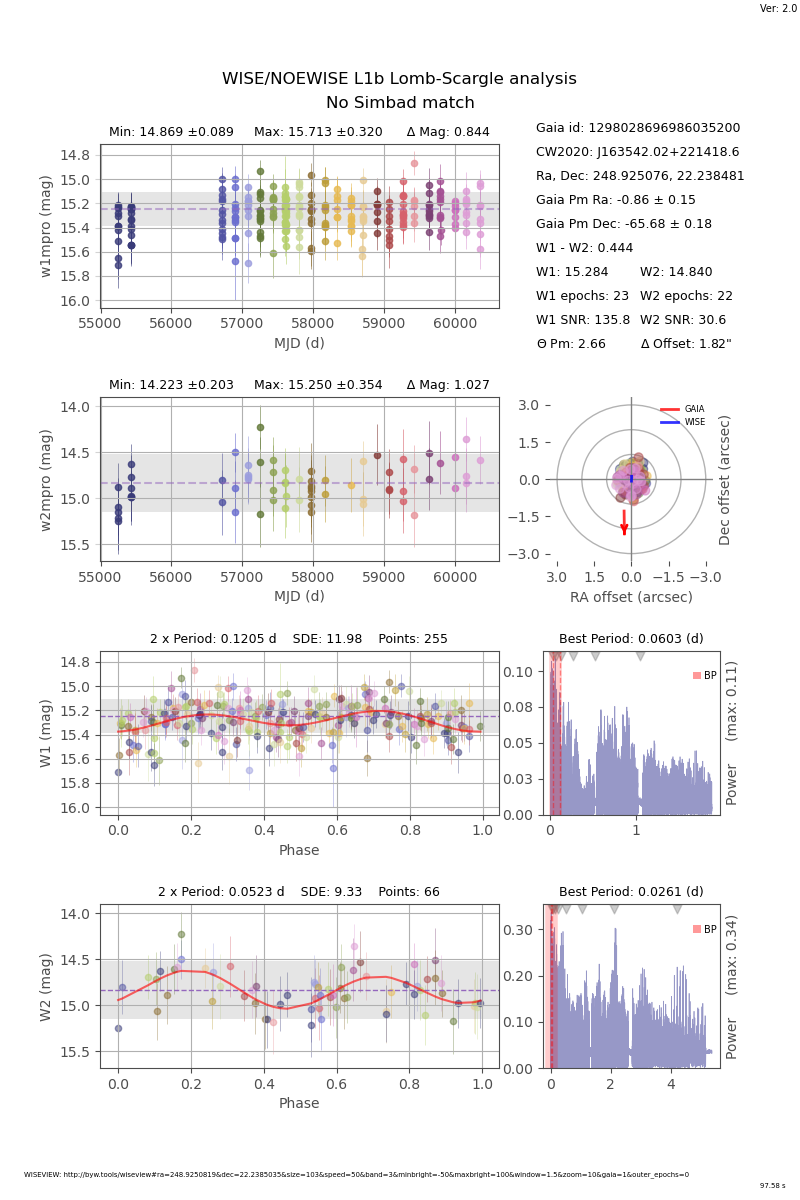 Ver: 2.0
WISE/NOEWISE L1b Lomb-Scargle analysis
No Simbad match
Min: 14.869 ±0.089 Max: 15.713 ±0.320 Δ Mag: 0.844
w1mpro (mag)
14.8
15.0
15.2
15.4
15.6
15.8
16.0
55000 56000 57000 58000 59000 60000
MJD (d)
Gaia id: 1298028696986035200
CW2020: J163542.02+221418.6
Ra, Dec: 248.925076, 22.238481
Gaia Pm Ra: -0.86 ± 0.15
Gaia Pm Dec: -65.68 ± 0.18
W1 - W2: 0.444
W1: 15.284 W2: 14.840
W1 epochs: 23 W2 epochs: 22
W1 SNR: 135.8 W2 SNR: 30.6
Θ Pm: 2.66 Δ Offset: 1.82"
Min: 14.223 ±0.203 Max: 15.250 ±0.354 Δ Mag: 1.027
w2mpro (mag)
14.0
14.5
15.0
15.5
55000 56000 57000 58000 59000 60000
MJD (d)
GAIA
WISE
3.0
1.5
0.0
−1.5
−3.0
3.0 1.5 0.0 −1.5 −3.0
RA offset (arcsec)
Dec offset (arcsec)
2 x Period: 0.1205 d SDE: 11.98 Points: 255
W1 (mag)
14.8
15.0
15.2
15.4
15.6
15.8
16.0
0.0 0.2 0.4 0.6 0.8 1.0
Phase
Best Period: 0.0603 (d)
BP
0.10
0.08
0.05
0.03
0.00
0 1
Power (max: 0.11)
2 x Period: 0.0523 d SDE: 9.33 Points: 66
W2 (mag)
14.0
14.5
15.0
15.5
0.0 0.2 0.4 0.6 0.8 1.0
Phase
Best Period: 0.0261 (d)
BP
0.30
0.20
0.10
0.00
0 2 4
Power (max: 0.34)
WISEVIEW: http://byw.tools/wiseview#ra=248.9250819&dec=22.2385035&size=103&speed=50&band=3&minbright=-50&maxbright=100&window=1.5&zoom=10&gaia=1&outer_epochs=0
97.58 s